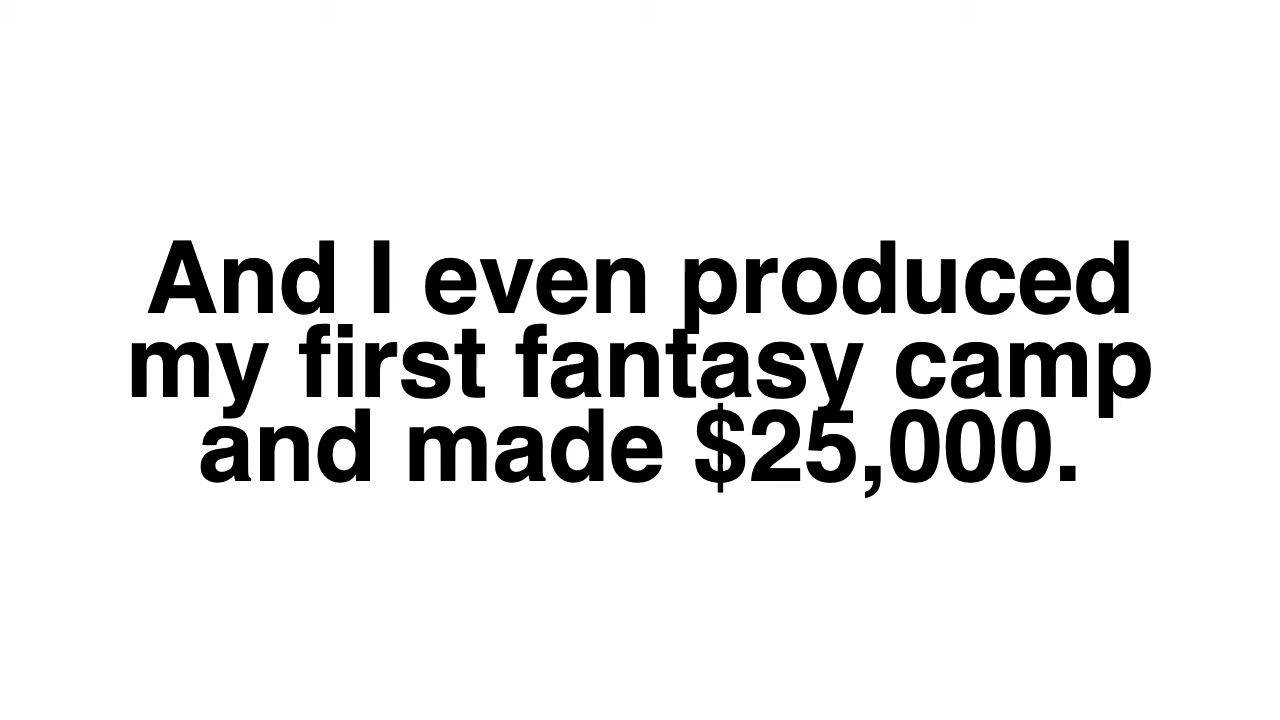 And I even produced
my first fantasy camp
and made $25,000.